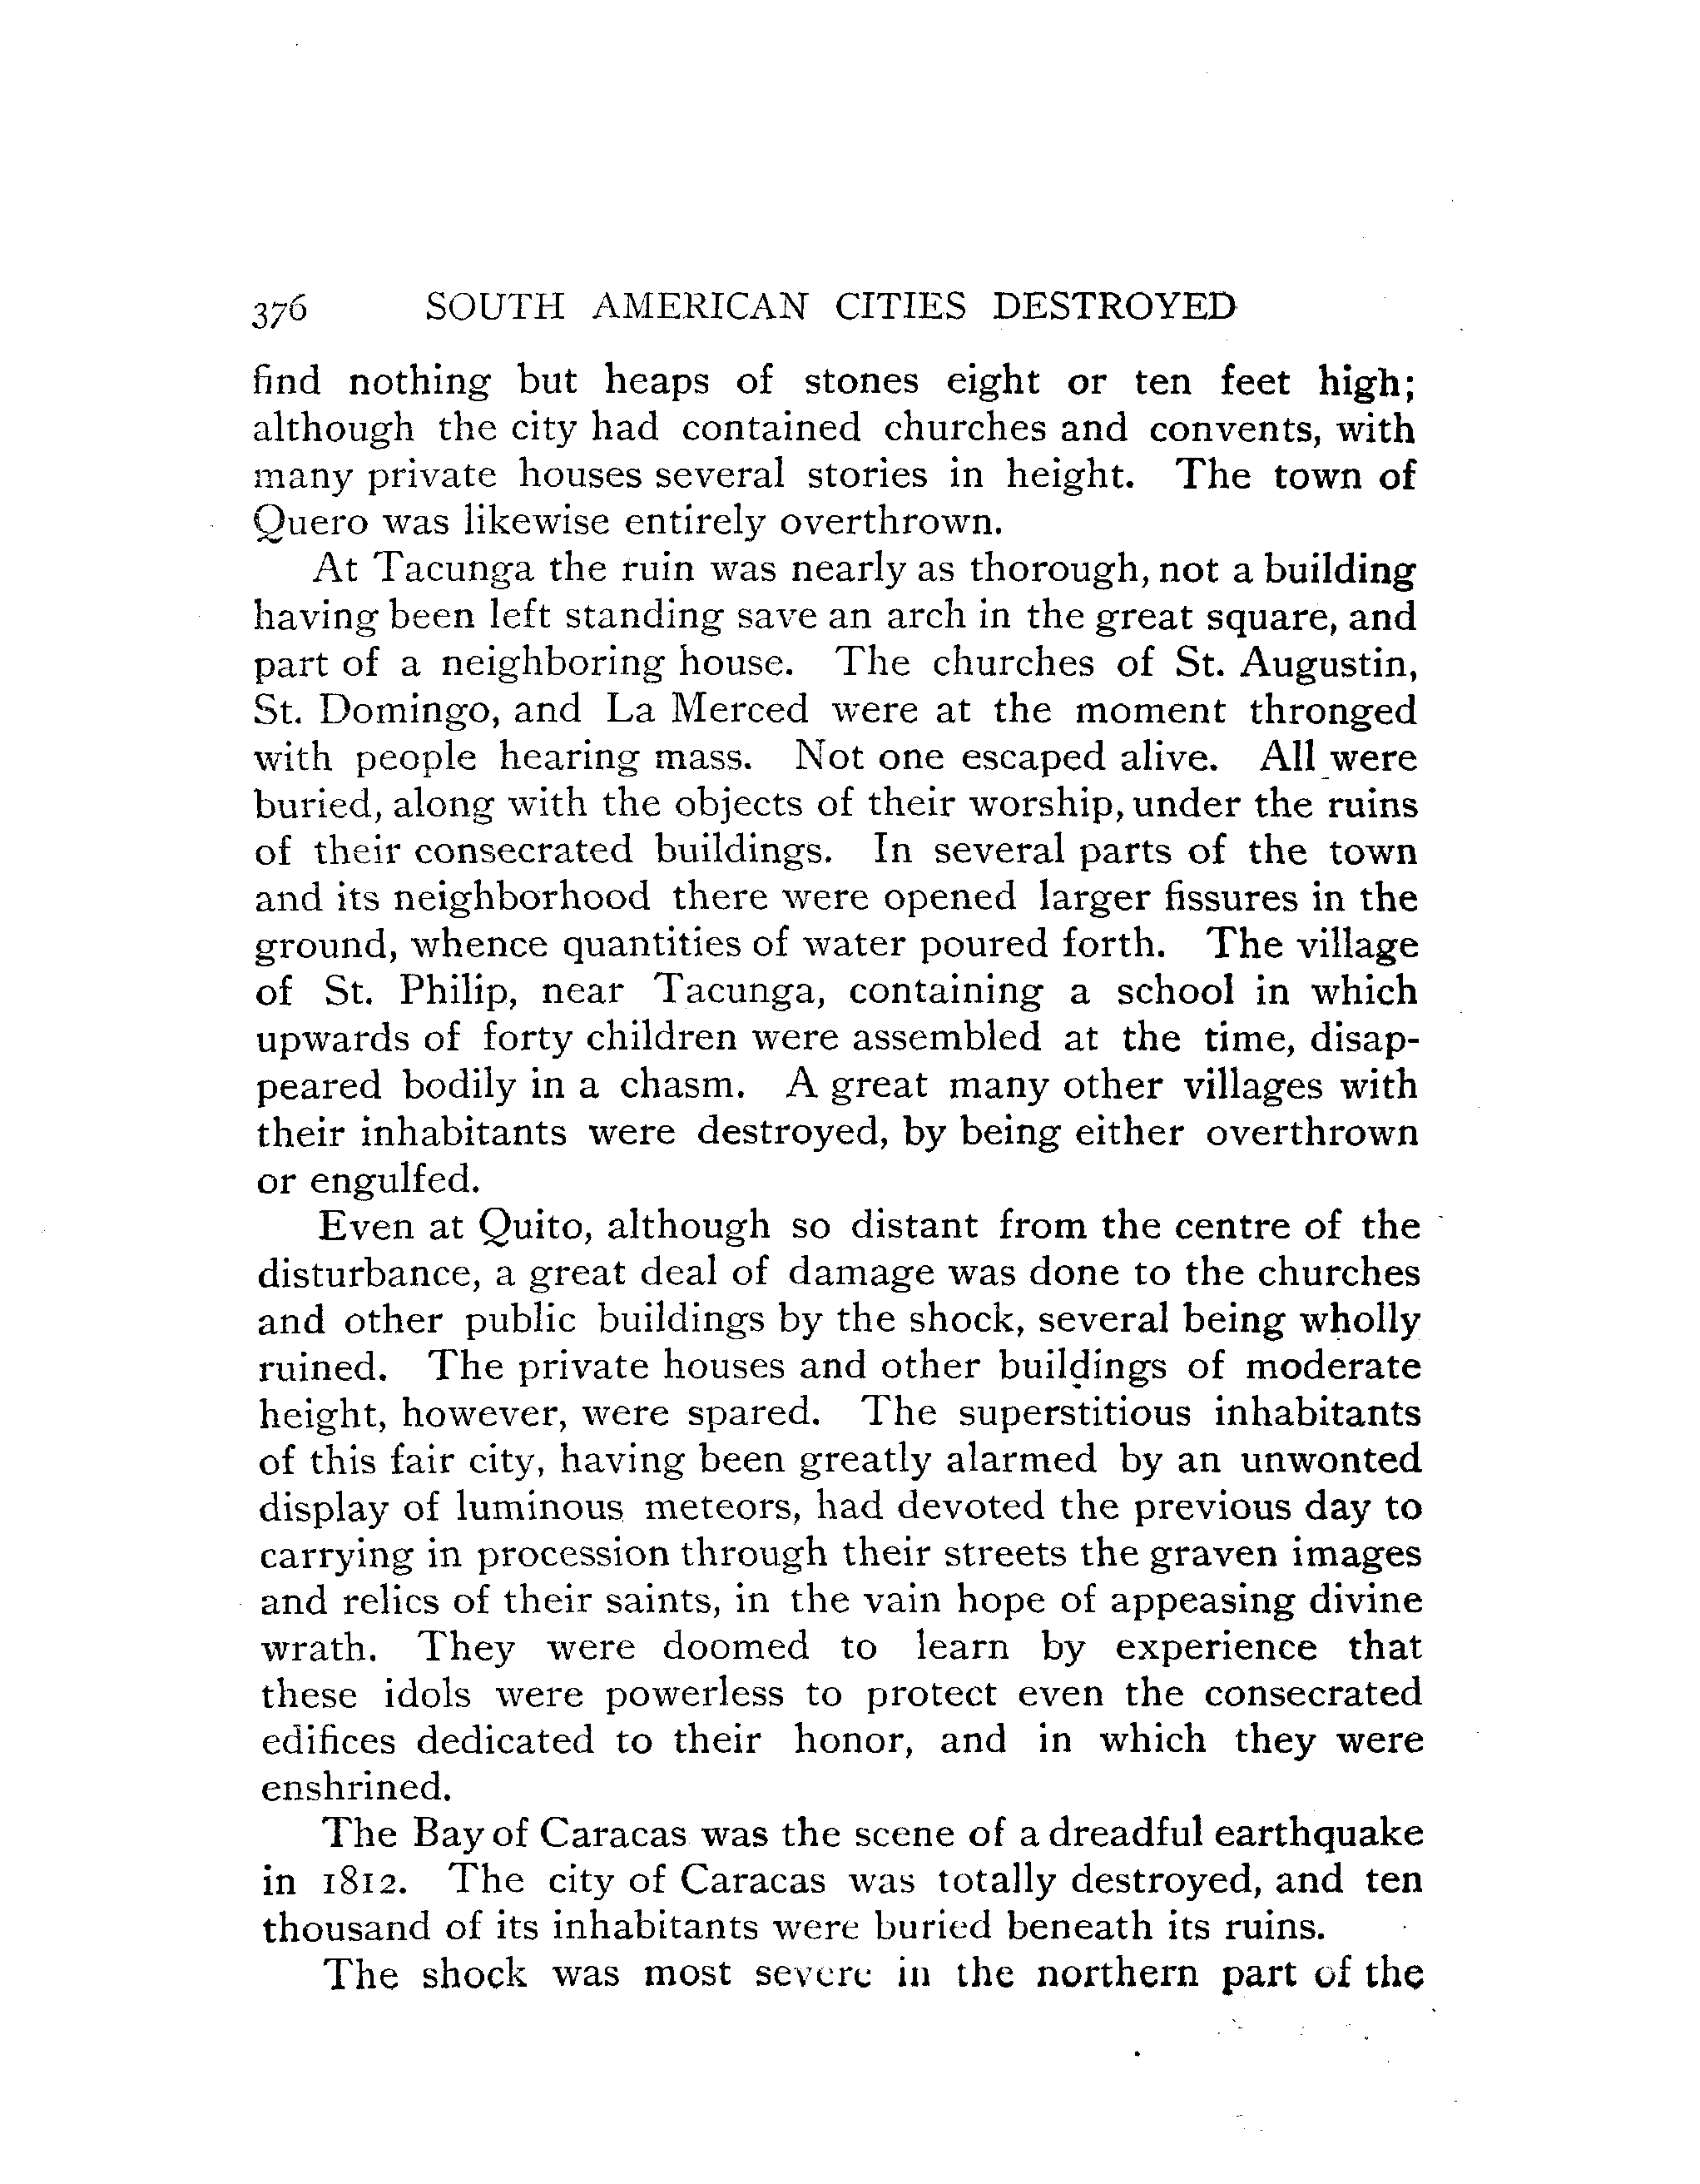 376 SOUTH AMERICAN CITIES DESTROYED
find nothing but heaps of stones eight or ten feet high;
although the city had contained churches and convents, with
many private houses several stories in height. The town of
Quero was likewise entirely overthrown.
At Tacunga the ruin was nearly as thorough, not a building
having been left standing save an arch in the great square, and
part of a neighboring house. The churches of St. Augustin,
St. Domingo, and La Merced were at the moment thronged
with people hearing mass. Not one escaped alive. All were
buried, along with the objects of their worship, under the ruins
of their consecrated buildings. In several parts of the town
and its neighborhood there were opened larger fissures in the
ground, whence quantities of water poured forth. The village
of St. Philip, near Tacunga, containing a school in which
upwards of forty children were assembled at the time, disap-
peared bodily in a chasm. A great many other villages with
their inhabitants were destroyed, by being either overthrown
or engulfed.
Even at Quito, although so distant from the centre of the
disturbance, a great deal of damage was done to the churches
and other public buildings by the shock, several being wholly
ruined. The private houses and other buildings of moderate
height, however, were spared. The superstitious inhabitants
of this fair city, having been greatly alarmed by an unwonted
display of luminous meteors, had devoted the previous day to
carrying in procession through their streets the graven images
and relics of their saints, in the vain hope of appeasing divine
wrath. They were doomed to learn by experience that
these idols were powerless to protect even the consecrated
edifices dedicated to their honor, and in which they were
enshrined.
The Bay of Caracas was the scene of a dreadful earthquake
in 1812. The city of Caracas was totally destroyed, and ten
thousand of its inhabitants were buried beneath its ruins.
The shock was most severe in the northern part of the